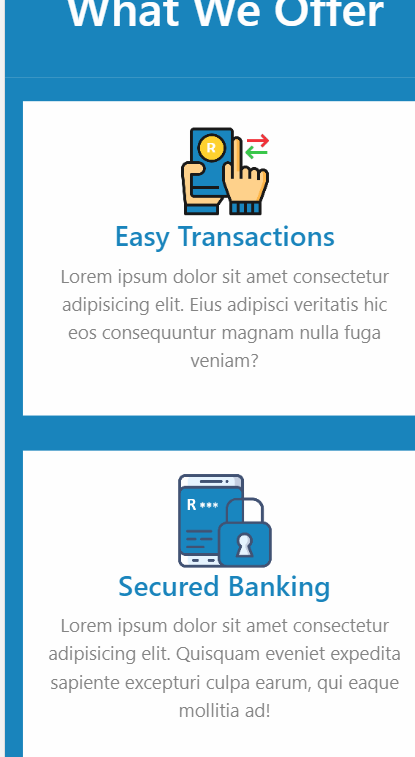 What We Offer
R
Easy Transactions
Lorem ipsum dolor sit amet consectetur
adipisicing elit. Eius adipisci veritatis hic
eos consequuntur magnam nulla fuga
veniam?
R ***
Secured Banking
Lorem ipsum dolor sit amet consectetur
adipisicing elit. Quisquam eveniet expedita
sapiente excepturi culpa earum, qui eaque
mollitia ad!